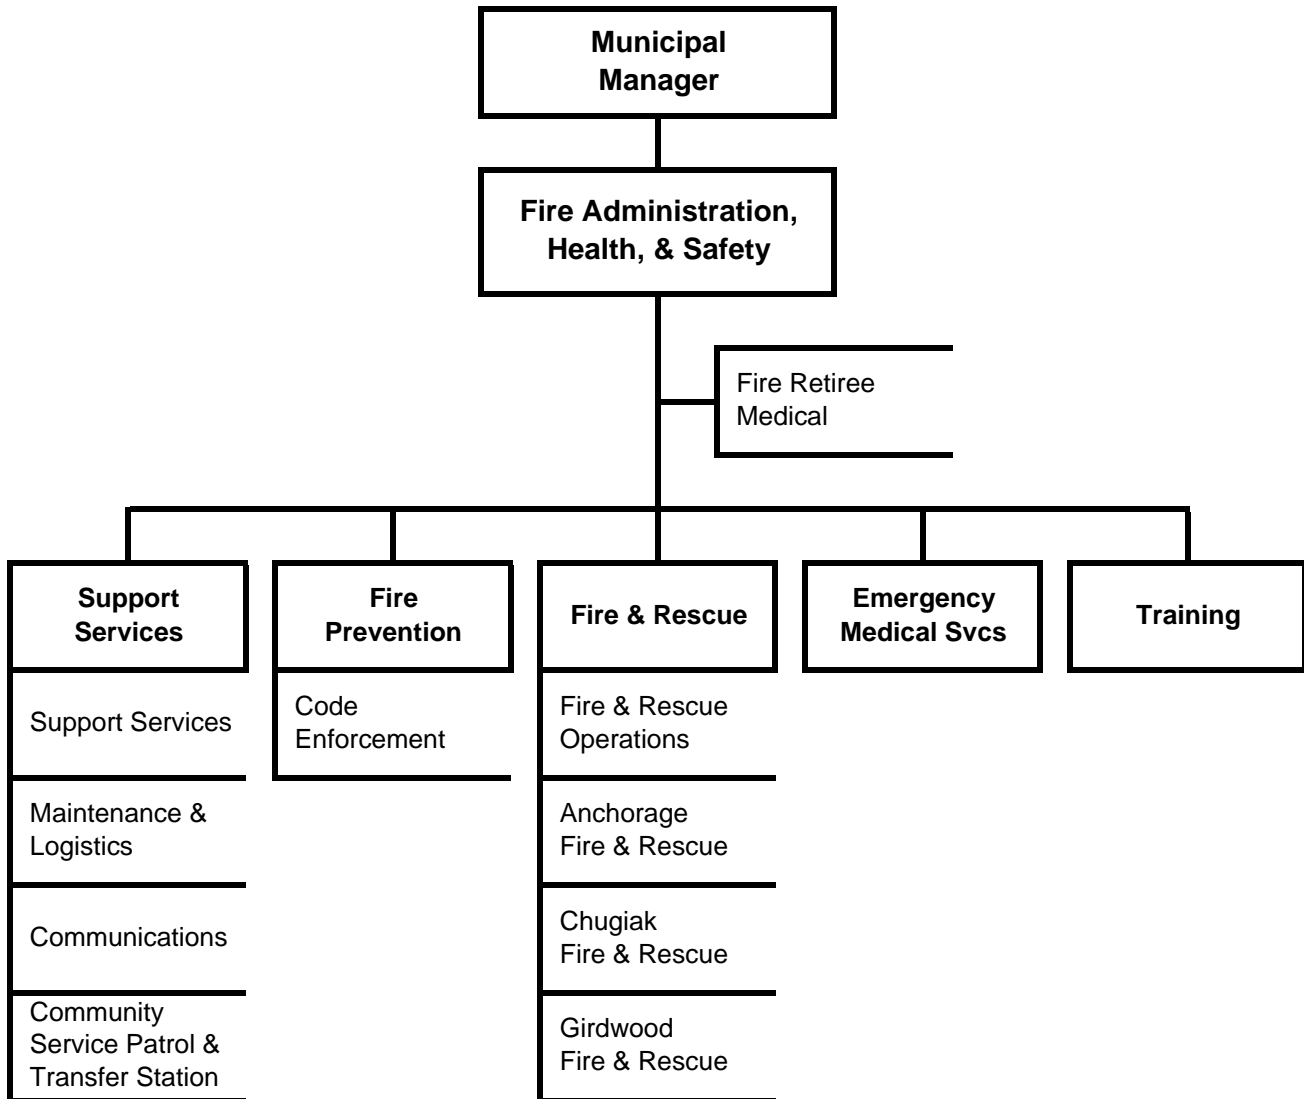 Municipal
Manager
Fire Administration,
Health, & Safety
Fire Retiree
Medical
Support
Services
Fire
Prevention
Fire & Rescue
Emergency
Medical Svcs
Training
Support Services
Maintenance &
Logistics
Communications
Community
Service Patrol &
Transfer Station
Code
Enforcement
Fire & Rescue
Operations
Anchorage
Fire & Rescue
Chugiak
Fire & Rescue
Girdwood
Fire & Rescue